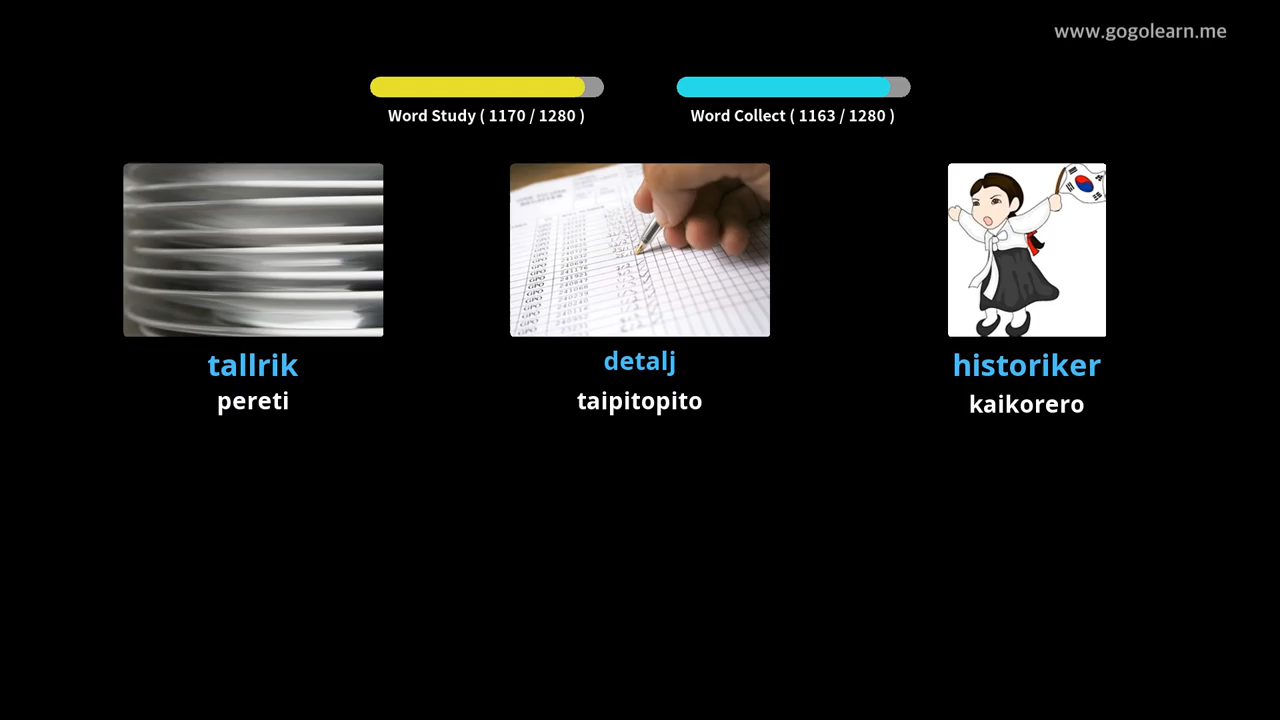 www.gogolearn.me
Word Study ( 1170 / 1280 )
Word Collect ( 1163 / 1280 )
tallrik
pereti
detalj
taipitopito
historiker
kaikorero